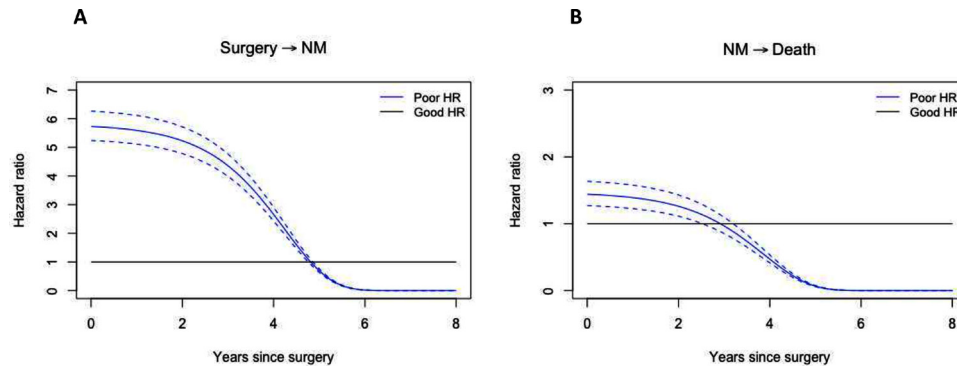 A
Surgery → NM
Hazard ratio
7
6
5
4
3
2
1
0
Poor HR
Good HR
0 2 4 6 8
Years since surgery
B
NM → Death
Hazard ratio
3
2
1
0
Poor HR
Good HR
0 2 4 6 8
Years since surgery